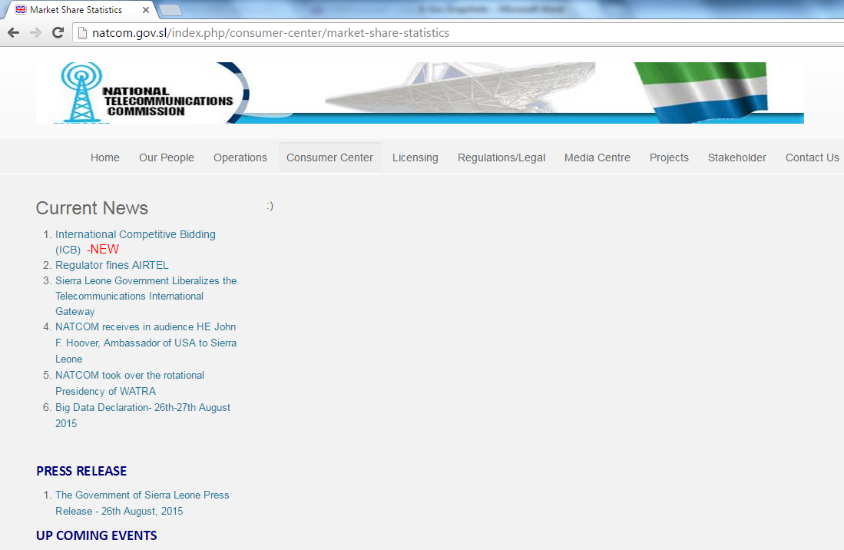 Market Share Statistics
natcom.gov.sl/index.php/consumer-center/market-share-statistics
NATIONAL
TELECOMMUNICATIONS
COMMISSION
Home Our People Operations Consumer Center Licensing Regulations/Legal Media Centre Projects Stakeholder Contact Us
Current News
:)
1. International Competitive Bidding
(ICB) -NEW
2. Regulator fines AIRTEL
3. Sierra Leone Government Liberalizes the
Telecommunications International
Gateway
4. NATCOM receives in audience HE John
F. Hoover, Ambassador of USA to Sierra
Leone
5. NATCOM took over the rotational
Presidency of WATRA
6. Big Data Declaration- 26th-27th August
2015
PRESS RELEASE
1. The Government of Sierra Leone Press
Release - 26th August, 2015
UP COMING EVENTS